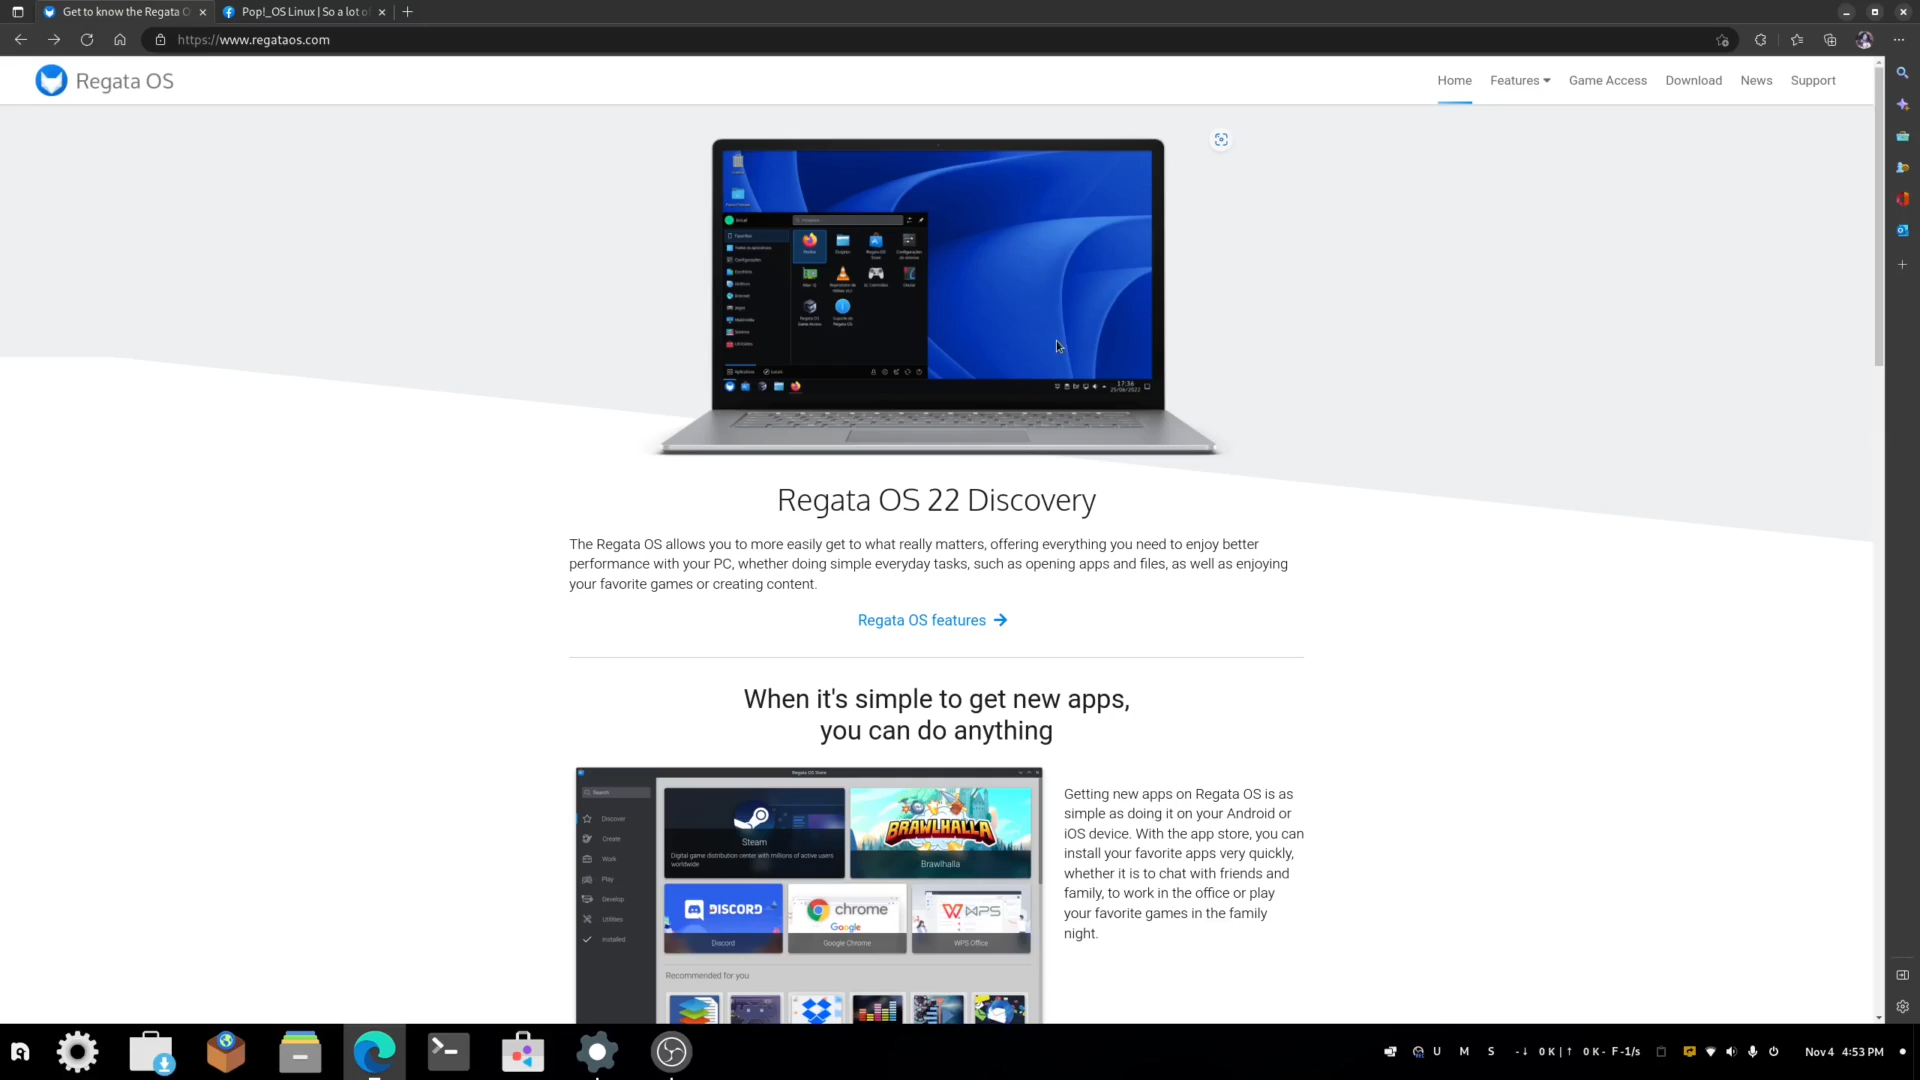 Get to know the Regata O
Pop!_OS Linux | So a lot of
https://www.regataos.com
Regata OS
Home
Features
Game Access
Download
News
Support
17:36
25/06/2022
Regata OS 22 Discovery
The Regata OS allows you to more easily get to what really matters, offering everything you need to enjoy better
performance with your PC, whether doing simple everyday tasks, such as opening apps and files, as well as enjoying
your favorite games or creating content.
Regata OS features
When it's simple to get new apps,
you can do anything
Regata OS Store
Search
Discover
Create
Work
Play
Develop
Utilities
Installed
Steam
Digital game distribution center with millions of active users
worldwide
BRAWLHALLA
Brawlhalla
DISCORD
Discord
chrome
Google
Google Chrome
WPS
WPS Office
Recommended for you
Getting new apps on Regata OS is as
simple as doing it on your Android or
iOS device. With the app store, you can
install your favorite apps very quickly,
whether it is to chat with friends and
family, to work in the office or play
your favorite games in the family
night.
U M S -↓ 0 K | ↑ 0 K - F -1/s
Nov 4 4:53 PM